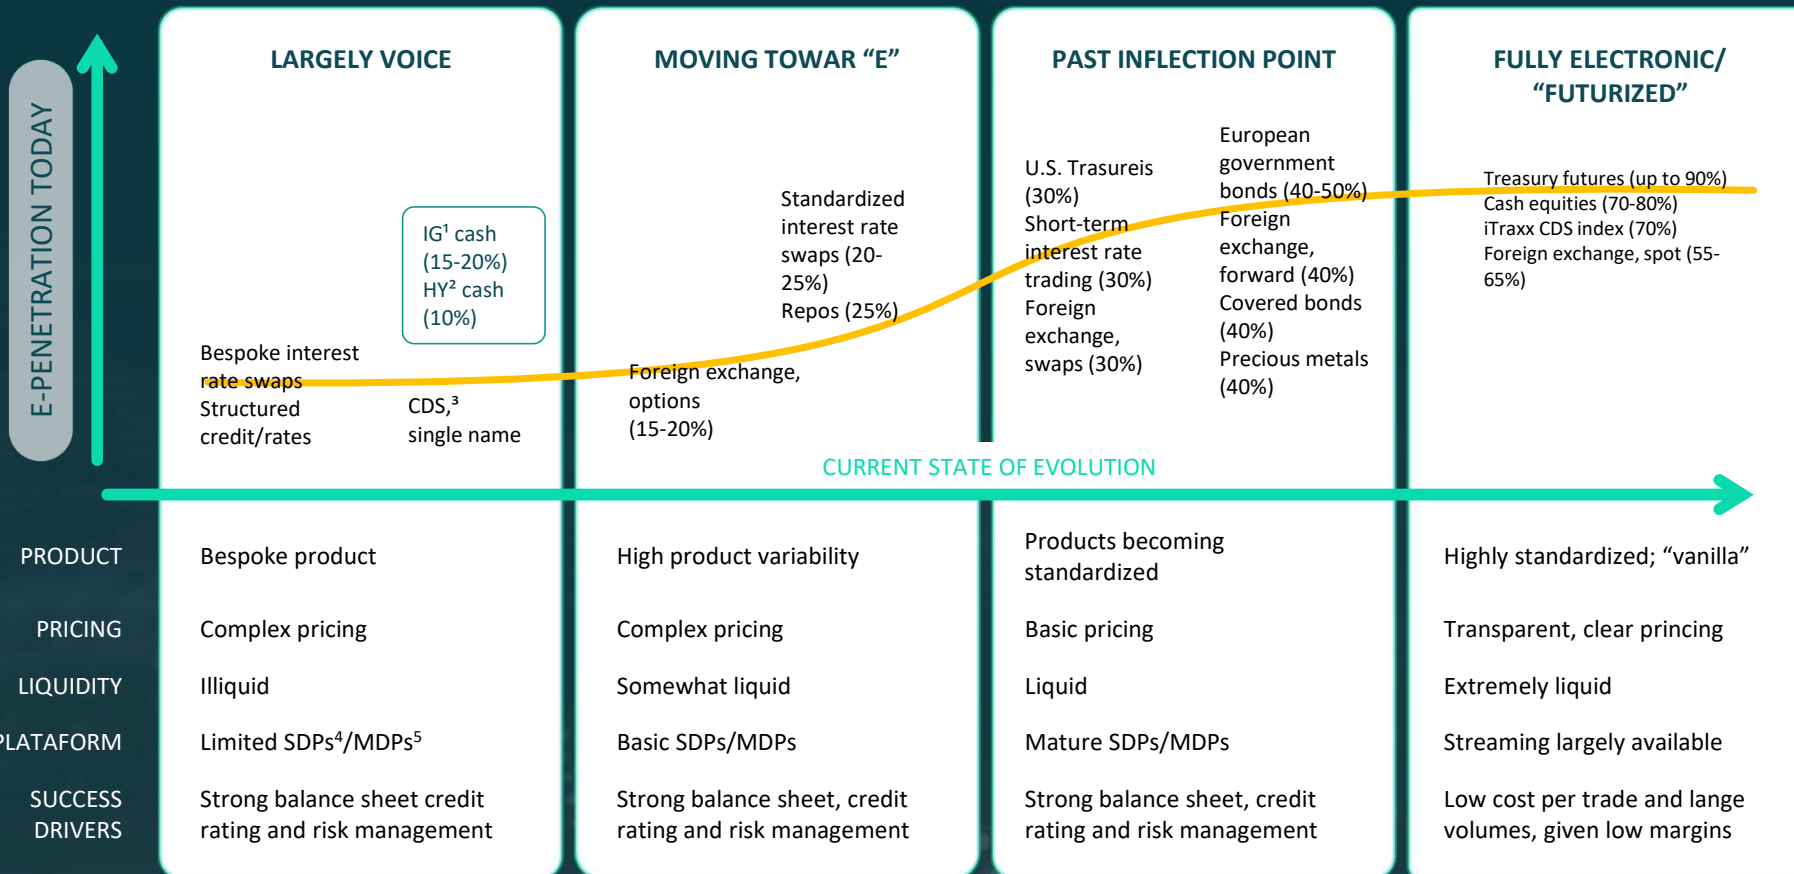 E-PENETRATION TODAY
LARGELY VOICE
IG¹ cash
(15-20%)
HY² cash
(10%)
Bespoke interest
rate swaps
Structured
credit/rates
CDS,³
single name
MOVING TOWAR “E”
Standardized
interest rate
swaps (20-
25%)
Repos (25%)
Foreign exchange,
options
(15-20%)
PAST INFLECTION POINT
U.S. Trasureis
(30%)
Short-term
interest rate
trading (30%)
Foreign
exchange,
swaps (30%)
European
government
bonds (40-50%)
Foreign
exchange,
forward (40%)
Covered bonds
(40%)
Precious metals
(40%)
FULLY ELECTRONIC/
“FUTURIZED”
Treasury futures (up to 90%)
Cash equities (70-80%)
iTraxx CDS index (70%)
Foreign exchange, spot (55-
65%)
CURRENT STATE OF EVOLUTION
PRODUCT
Bespoke product
High product variability
Products becoming
standardized
Highly standardized; “vanilla”
PRICING
Complex pricing
Complex pricing
Basic pricing
Transparent, clear princing
LIQUIDITY
Illiquid
Somewhat liquid
Liquid
Extremely liquid
PLATAFORM
Limited SDPs⁴/MDPs⁵
Basic SDPs/MDPs
Mature SDPs/MDPs
Streaming largely available
SUCCESS
DRIVERS
Strong balance sheet credit
rating and risk management
Strong balance sheet, credit
rating and risk management
Strong balance sheet, credit
rating and risk management
Low cost per trade and lange
volumes, given low margins